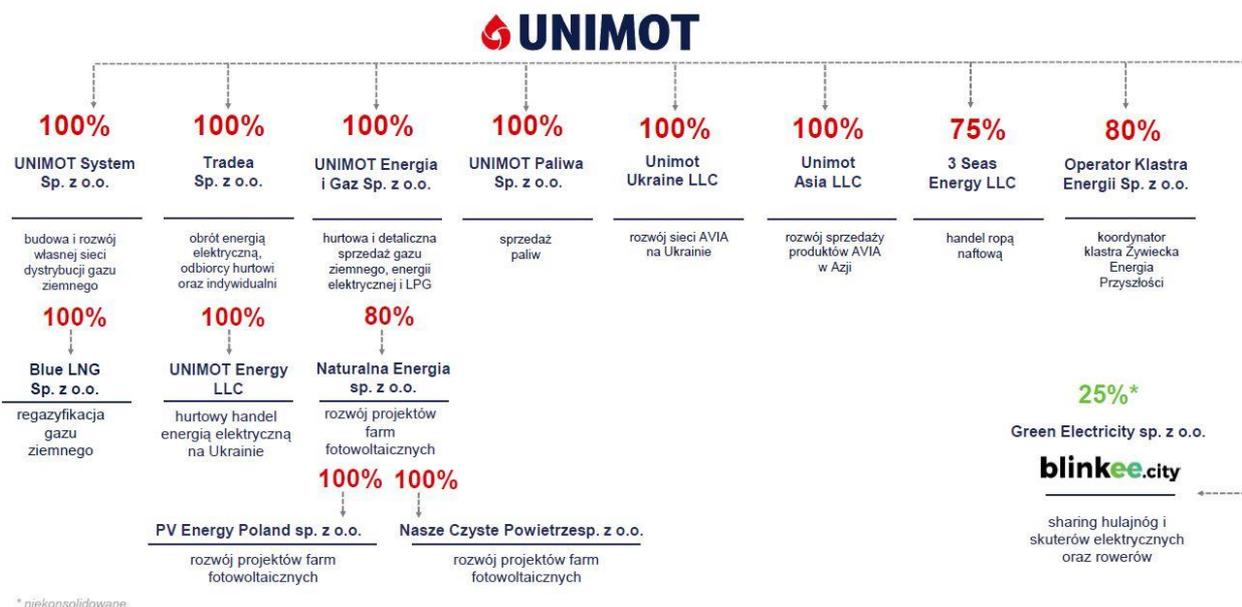 UNIMOT
100%
UNIMOT System
Sp. z o.o.
budowa i rozwój
własnej sieci
dystrybucji gazu
ziemnego
100%
Tradea
Sp. z o.o.
obrót energią
elektryczną,
odbiorcy hurtowi
oraz indywidualni
100%
UNIMOT Energia
i Gaz Sp. z o.o.
hurtowa i detaliczna
sprzedaż gazu
ziemnego, energii
elektrycznej i LPG
100%
UNIMOT Paliwa
Sp. z o.o.
sprzedaż
paliw
100%
Unimot
Ukraine LLC
rozwój sieci AVIA
na Ukrainie
100%
Unimot
Asia LLC
rozwój sprzedaży
produktów AVIA
w Azji
75%
3 Seas
Energy LLC
handel ropą
naftową
80%
Operator Klastra
Energii Sp. z o.o.
koordynator
klastra Żywiecka
Energia
Przyszłości
100%
Blue LNG
Sp. z o.o.
regazyfikacja
gazu
ziemnego
100%
UNIMOT Energy
LLC
hurtowy handel
energią elektryczną
na Ukrainie
80%
Naturalna Energia
sp. z o.o.
rozwój projektów
farm
fotowoltaicznych
25%*
Green Electricity sp. z o.o.
blinkee.city
sharing hulajnóg i
skuterów elektrycznych
oraz rowerów
100%
PV Energy Poland sp. z o.o.
rozwój projektów farm
fotowoltaicznych
100%
Nasze Czyste Powietrzesp. z o.o.
rozwój projektów farm
fotowoltaicznych
* niekonsolidowane